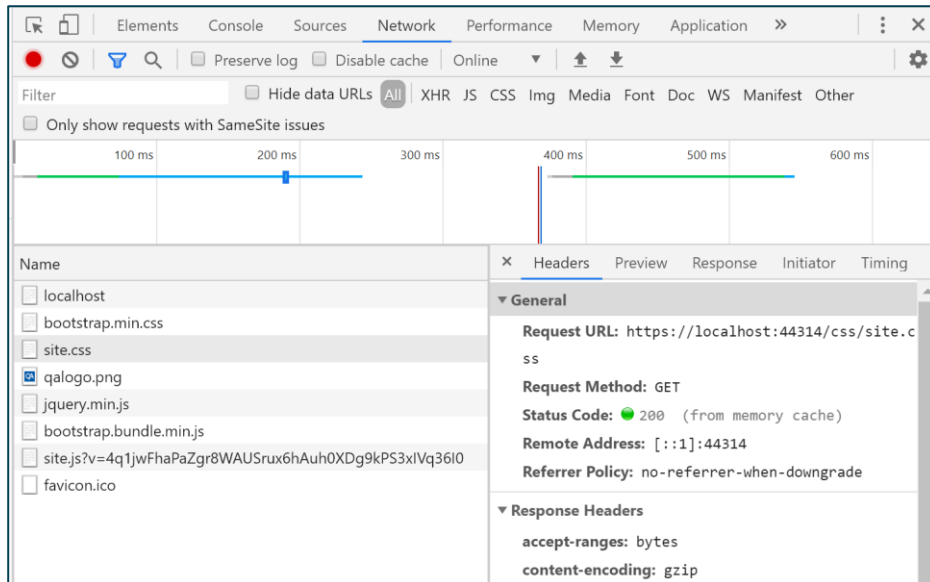 Elements Console Sources Network Performance Memory Application »
Preserve log Disable cache Online
Filter Hide data URLs All XHR JS CSS Img Media Font Doc WS Manifest Other
Only show requests with SameSite issues
100 ms 200 ms 300 ms 400 ms 500 ms 600 ms
Name
localhost
bootstrap.min.css
site.css
qalogo.png
jquery.min.js
bootstrap.bundle.min.js
site.js?v=4q1jwFhaPaZgr8WAUSrux6hAuh0XDg9kPS3xIVq36I0
favicon.ico
× Headers Preview Response Initiator Timing
General
Request URL: https://localhost:44314/css/site.c
ss
Request Method: GET
Status Code: 200 (from memory cache)
Remote Address: [::1]:44314
Referrer Policy: no-referrer-when-downgrade
Response Headers
accept-ranges: bytes
content-encoding: gzip